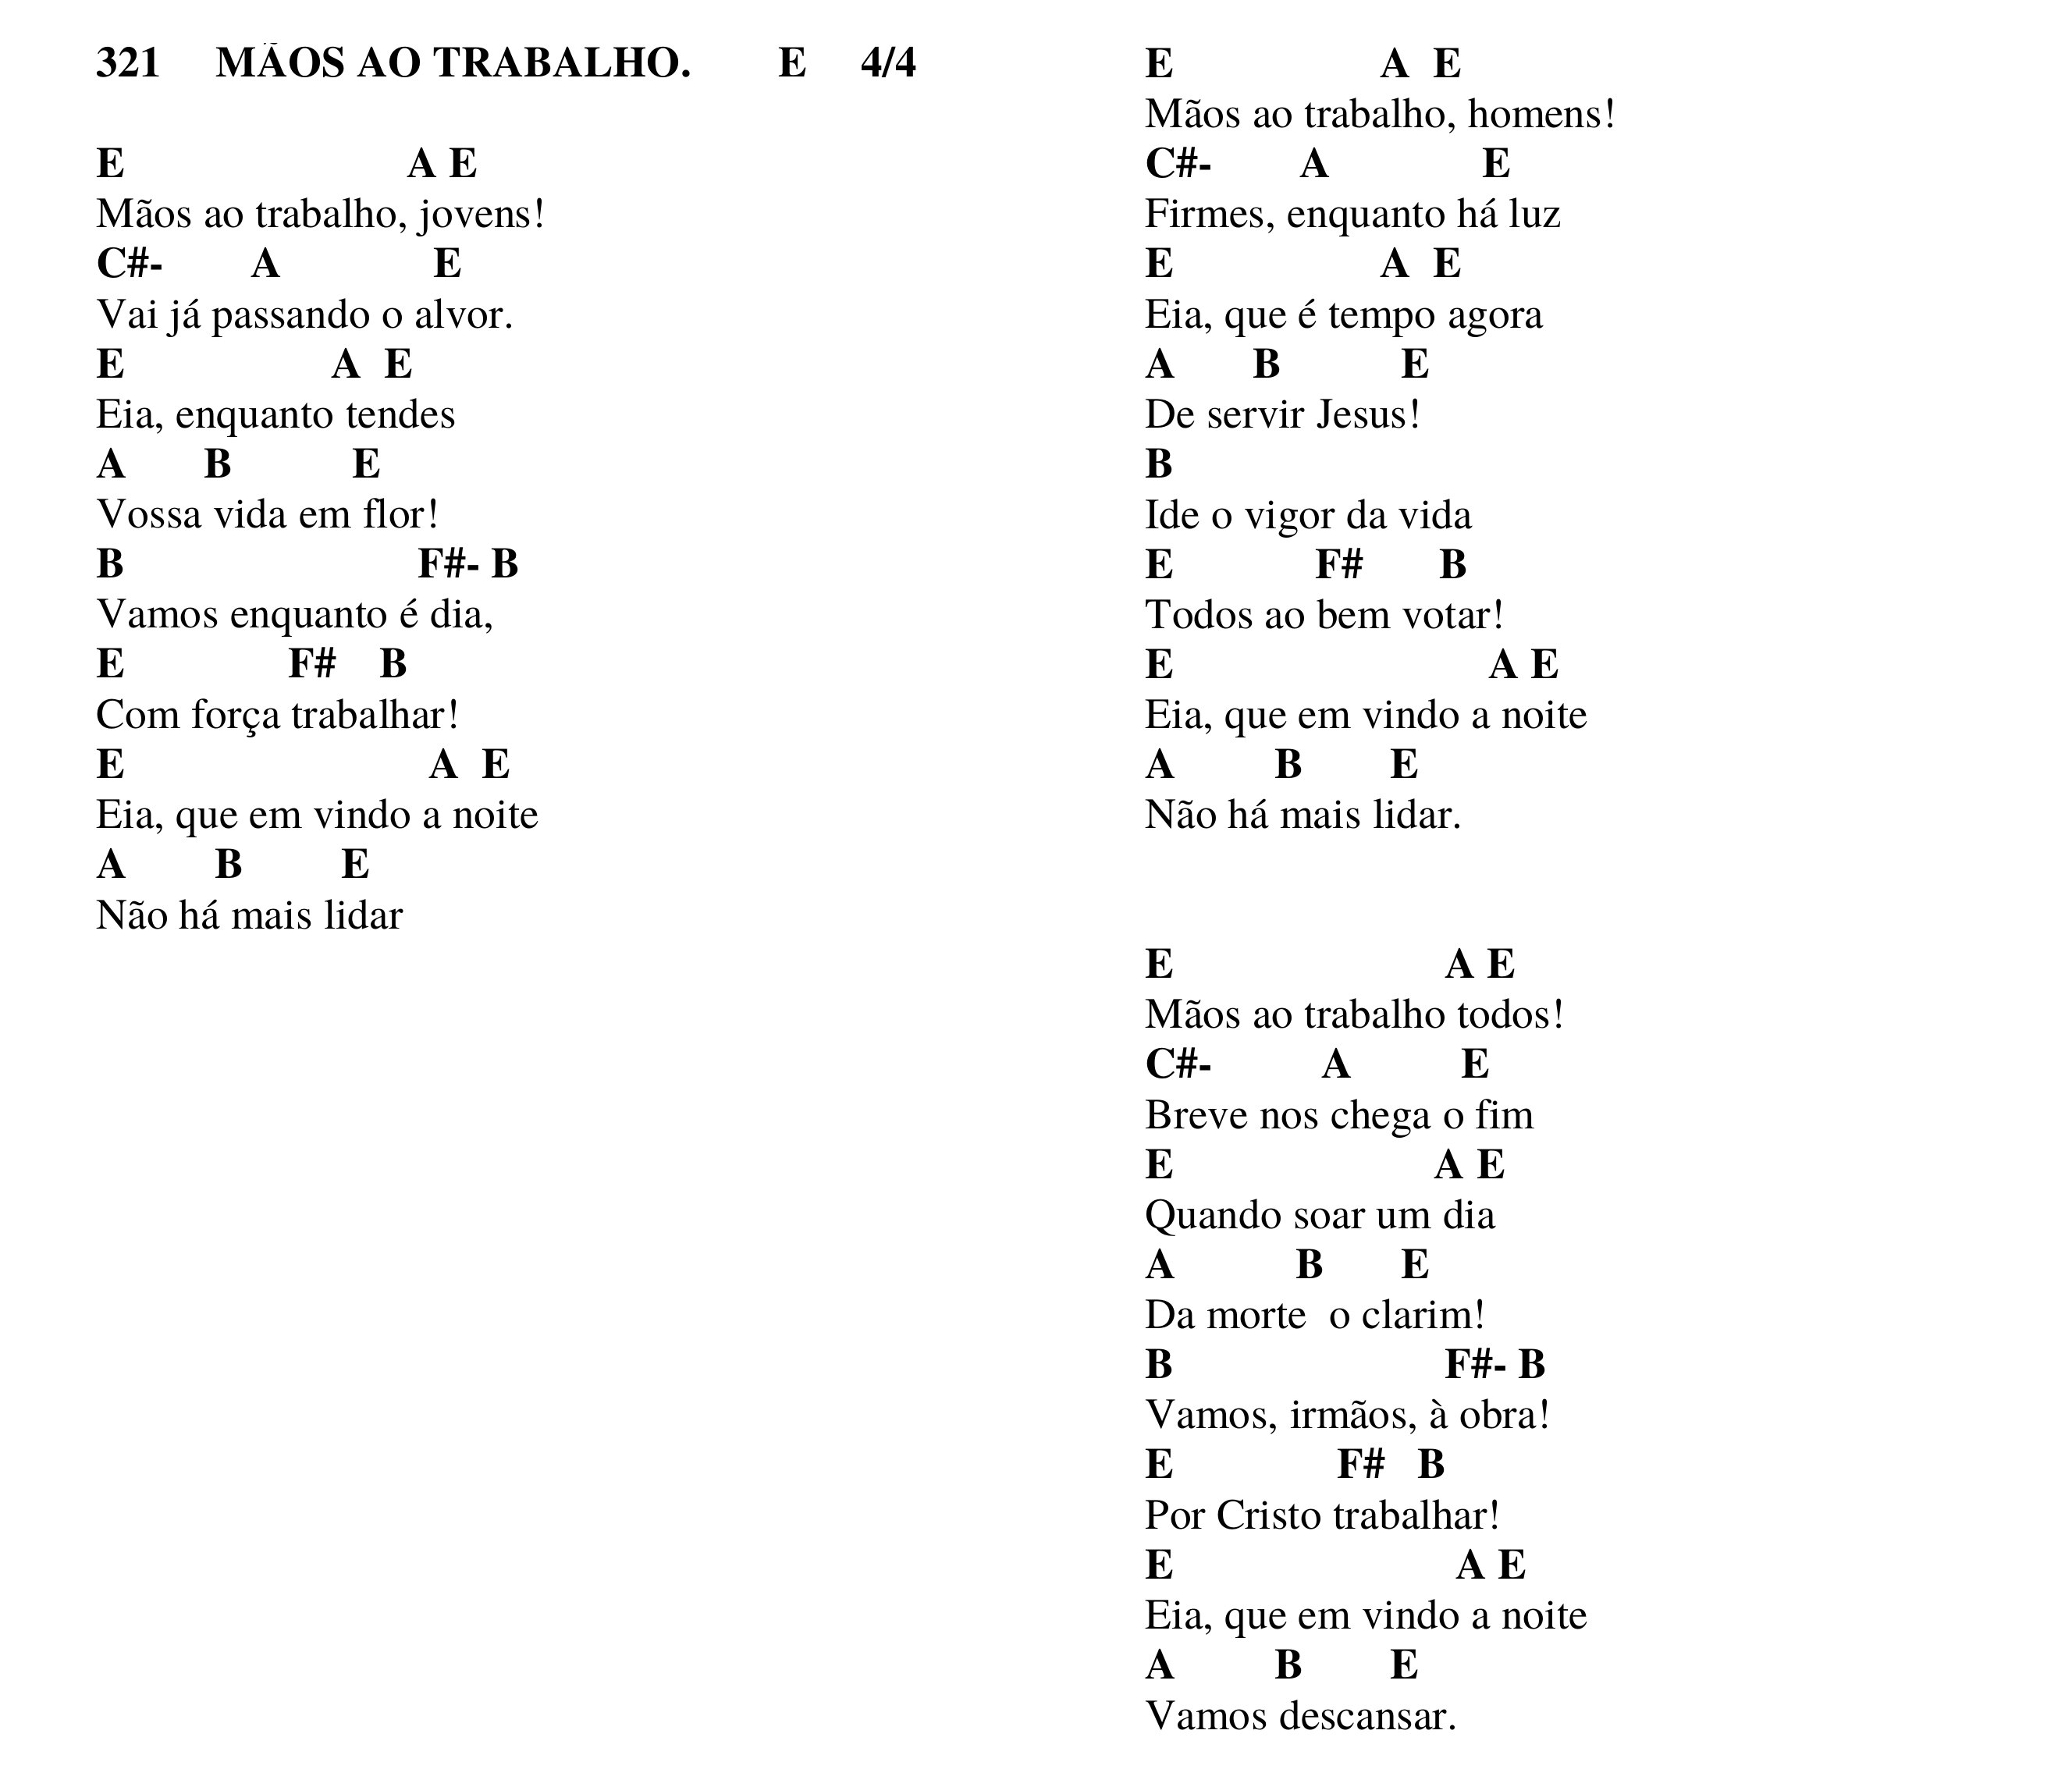 321 MÃOS AO TRABALHO. E 4/4
E A E
Mãos ao trabalho, jovens!
C#- A E
Vai já passando o alvor.
E A E
Eia, enquanto tendes
A B E
Vossa vida em flor!
B F#- B
Vamos enquanto é dia,
E F# B
Com força trabalhar!
E A E
Eia, que em vindo a noite
A B E
Não há mais lidar
E A E
Mãos ao trabalho, homens!
C#- A E
Firmes, enquanto há luz
E A E
Eia, que é tempo agora
A B E
De servir Jesus!
B
Ide o vigor da vida
E F# B
Todos ao bem votar!
E A E
Eia, que em vindo a noite
A B E
Não há mais lidar.
E A E
Mãos ao trabalho todos!
C#- A E
Breve nos chega o fim
E A E
Quando soar um dia
A B E
Da morte  o clarim!
B F#- B
Vamos, irmãos, à obra!
E F# B
Por Cristo trabalhar!
E A E
Eia, que em vindo a noite
A B E
Vamos descansar.